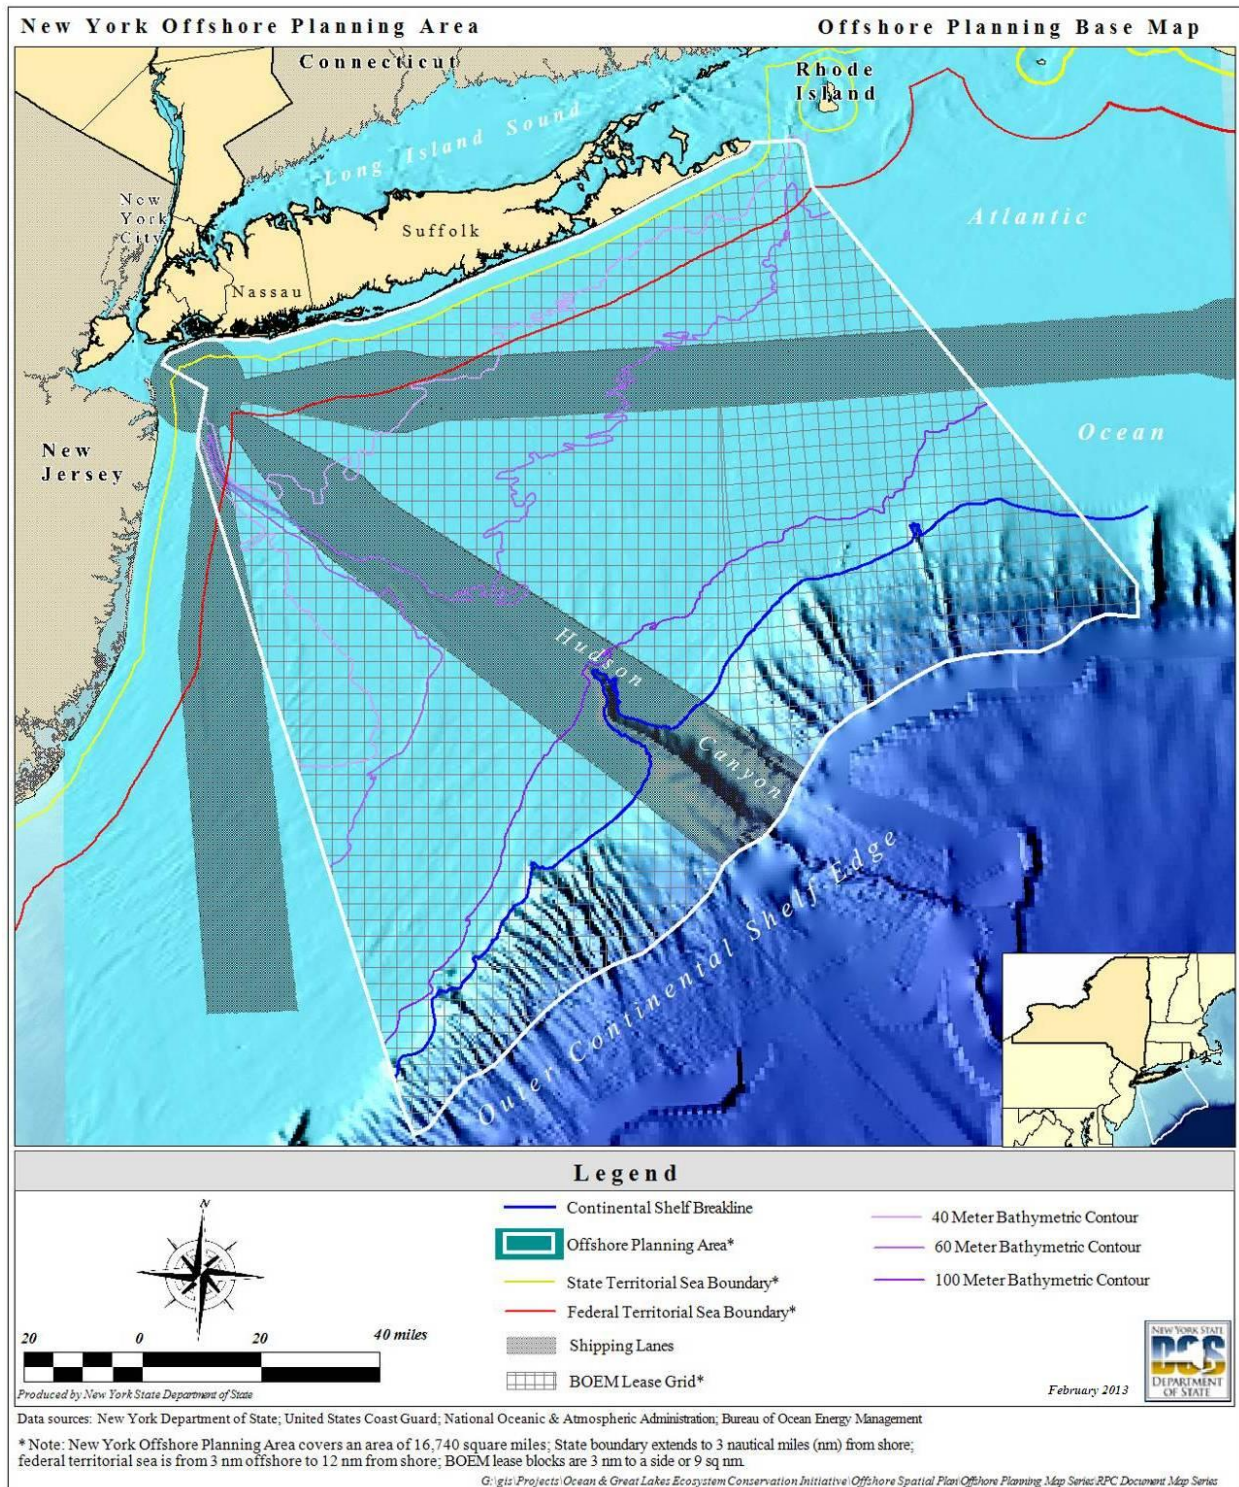 New York Offshore Planning Area
Offshore Planning Base Map
Connecticut
Rhode
Island
Long Island Sound
New
York
City
Suffolk
Atlantic
Nassau
New
Jersey
Ocean
Hudson
Canyon
Outer Continental Shelf Edge
Legend
N
Continental Shelf Breakline
Offshore Planning Area*
State Territorial Sea Boundary*
Federal Territorial Sea Boundary*
Shipping Lanes
BOEM Lease Grid*
40 Meter Bathymetric Contour
60 Meter Bathymetric Contour
100 Meter Bathymetric Contour
20 0 20 40 miles
Produced by New York State Department of State
February 2013
NEW YORK STATE
DOS
DEPARTMENT
OF STATE
Data sources: New York Department of State; United States Coast Guard; National Oceanic & Atmospheric Administration; Bureau of Ocean Energy Management
* Note: New York Offshore Planning Area covers an area of 16,740 square miles; State boundary extends to 3 nautical miles (nm) from shore;
federal territorial sea is from 3 nm offshore to 12 nm from shore; BOEM lease blocks are 3 nm to a side or 9 sq nm.
G:\gis\Projects\Ocean & Great Lakes Ecosystem Conservation Initiative\Offshore Spatial Plan\Offshore Planning Map Series\RPC Document Map Series